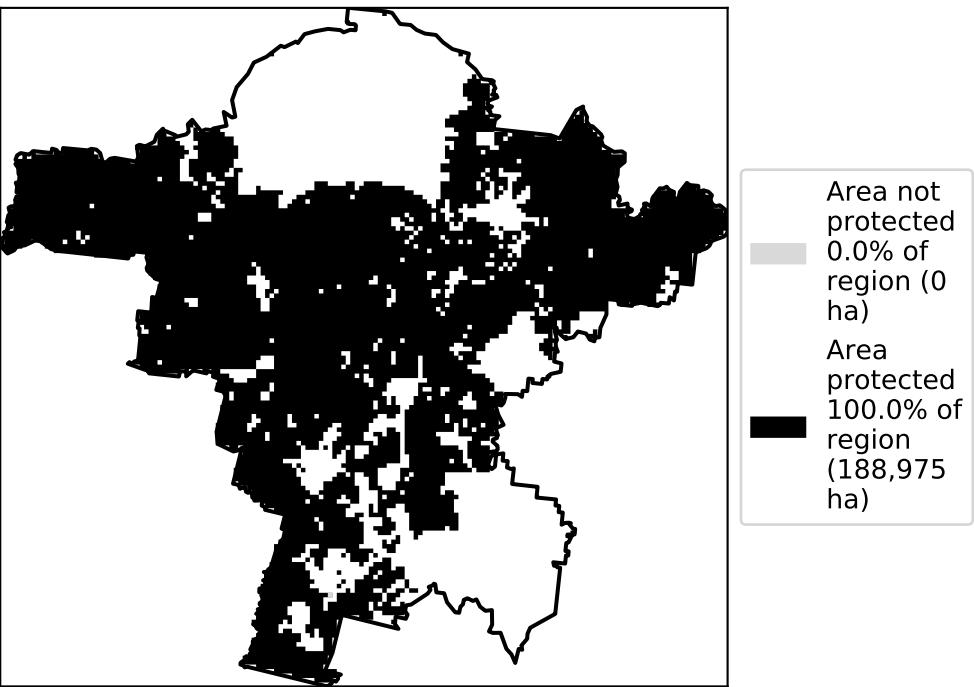 Area not
protected
0.0% of
region (0
ha)
Area
protected
100.0% of
region
(188,975
ha)